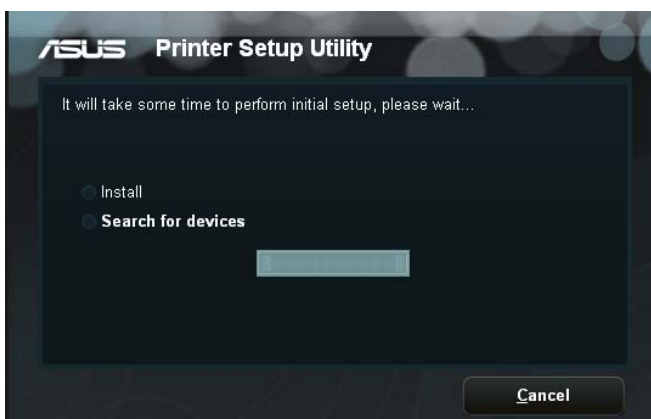 ASUS Printer Setup Utility
It will take some time to perform initial setup, please wait...
Install
Search for devices
Cancel